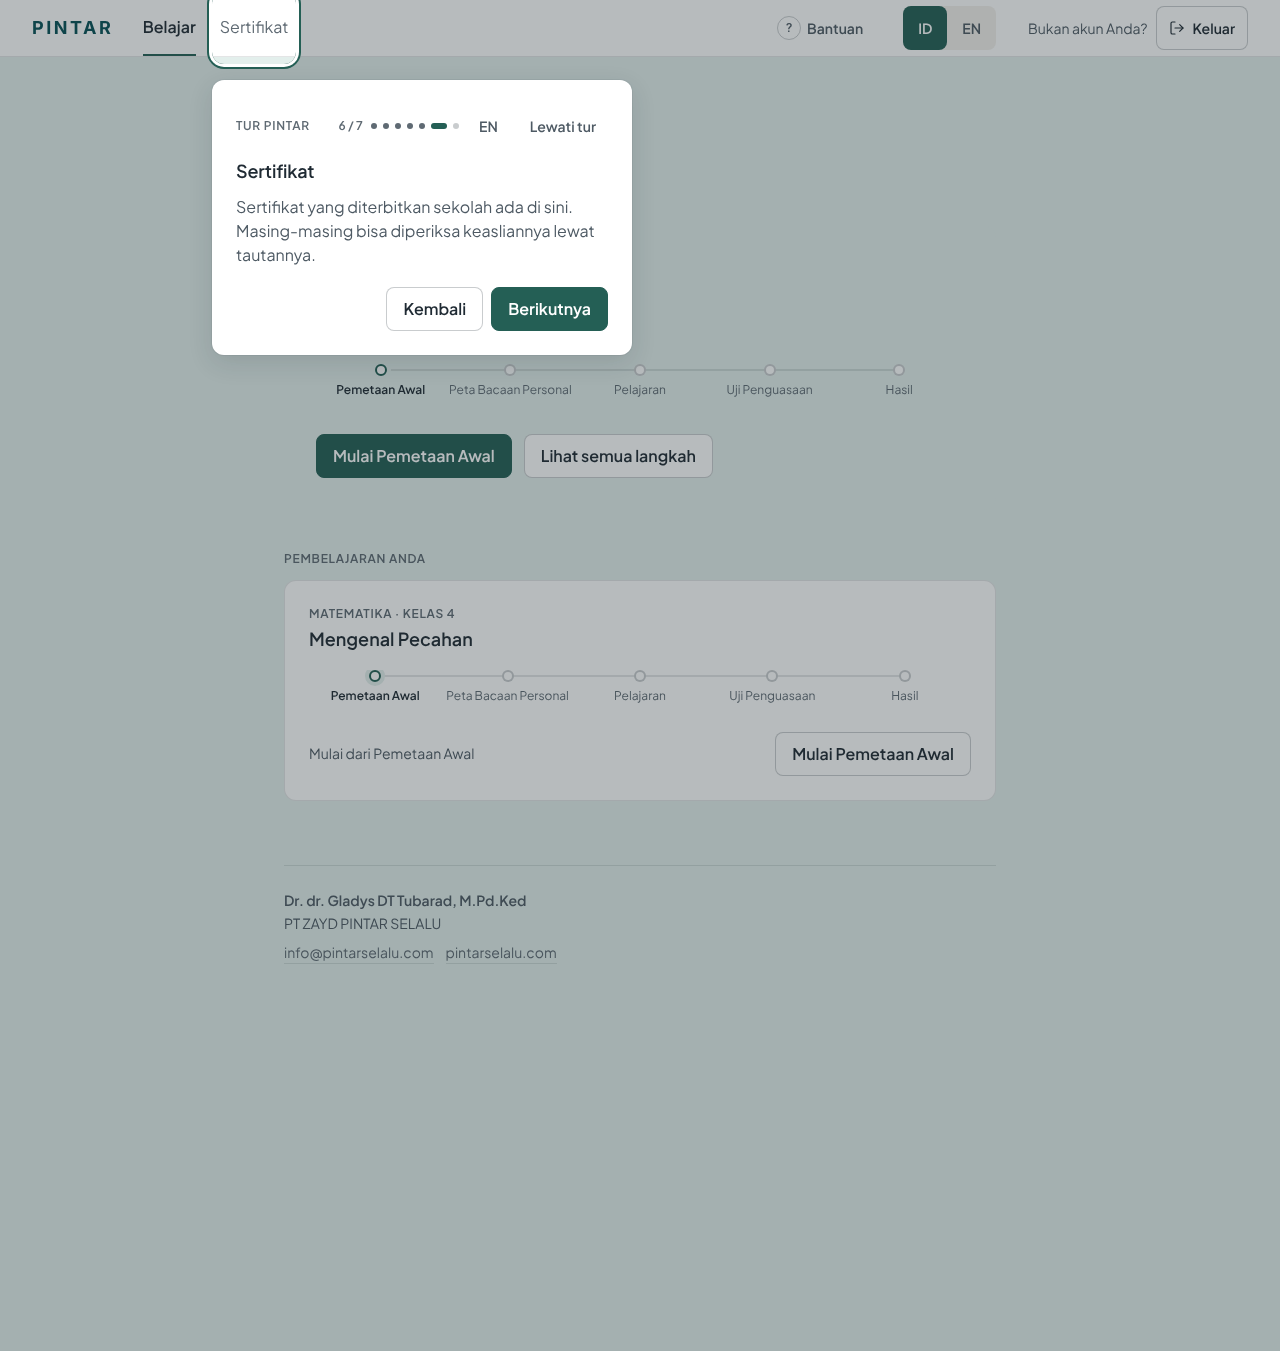 PINTAR Belajar Sertifikat ? Bantuan ID EN Bukan akun Anda? Keluar
TUR PINTAR 6 / 7 EN Lewati tur
Sertifikat
Sertifikat yang diterbitkan sekolah ada di sini.
Masing-masing bisa diperiksa keasliannya lewat
tautannya.
Kembali Berikutnya
Pemetaan Awal Peta Bacaan Personal Pelajaran Uji Penguasaan Hasil
Mulai Pemetaan Awal Lihat semua langkah
PEMBELAJARAN ANDA
MATEMATIKA · KELAS 4
Mengenal Pecahan
Pemetaan Awal Peta Bacaan Personal Pelajaran Uji Penguasaan Hasil
Mulai dari Pemetaan Awal Mulai Pemetaan Awal
Dr. dr. Gladys DT Tubarad, M.Pd.Ked
PT ZAYD PINTAR SELALU
info@pintarselalu.com pintarselalu.com